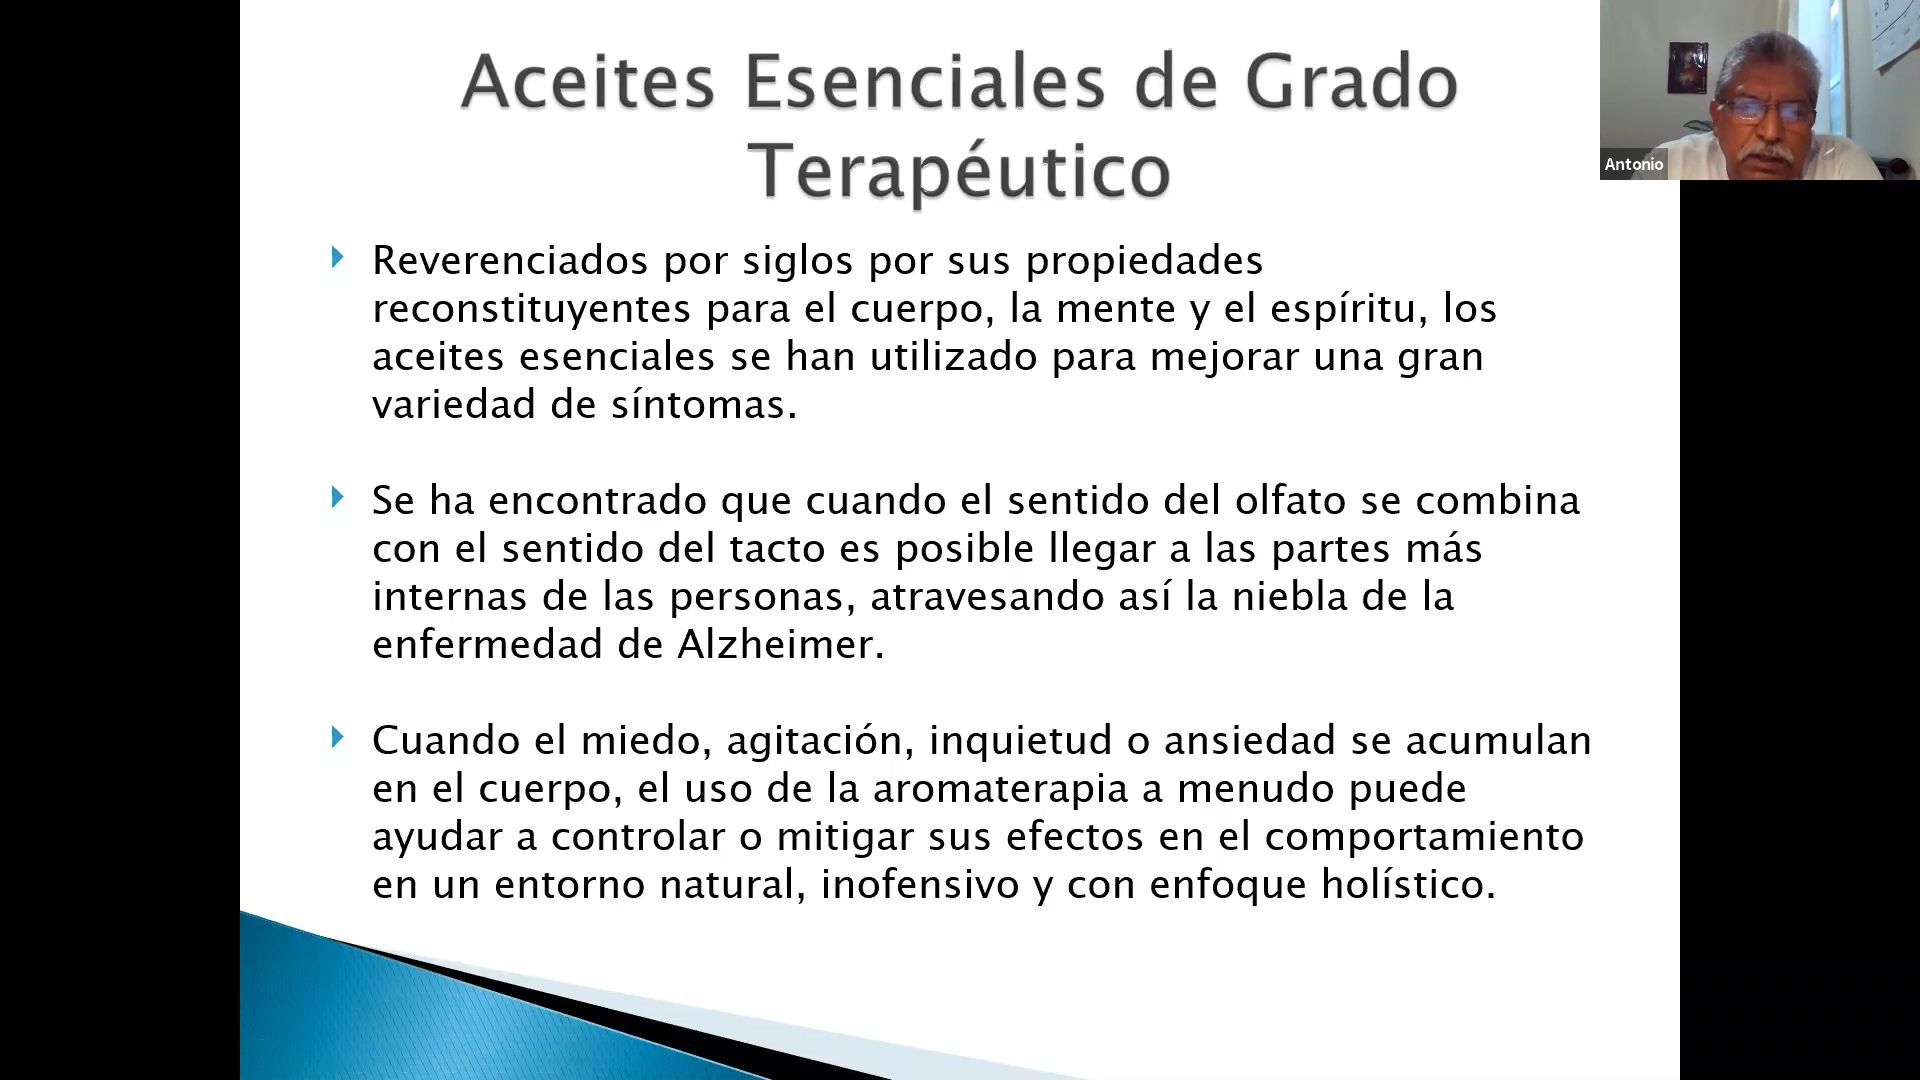 Aceites Esenciales de Grado
Terapéutico
Antonio
Reverenciados por siglos por sus propiedades
reconstituyentes para el cuerpo, la mente y el espíritu, los
aceites esenciales se han utilizado para mejorar una gran
variedad de síntomas.
Se ha encontrado que cuando el sentido del olfato se combina
con el sentido del tacto es posible llegar a las partes más
internas de las personas, atravesando así la niebla de la
enfermedad de Alzheimer.
Cuando el miedo, agitación, inquietud o ansiedad se acumulan
en el cuerpo, el uso de la aromaterapia a menudo puede
ayudar a controlar o mitigar sus efectos en el comportamiento
en un entorno natural, inofensivo y con enfoque holístico.